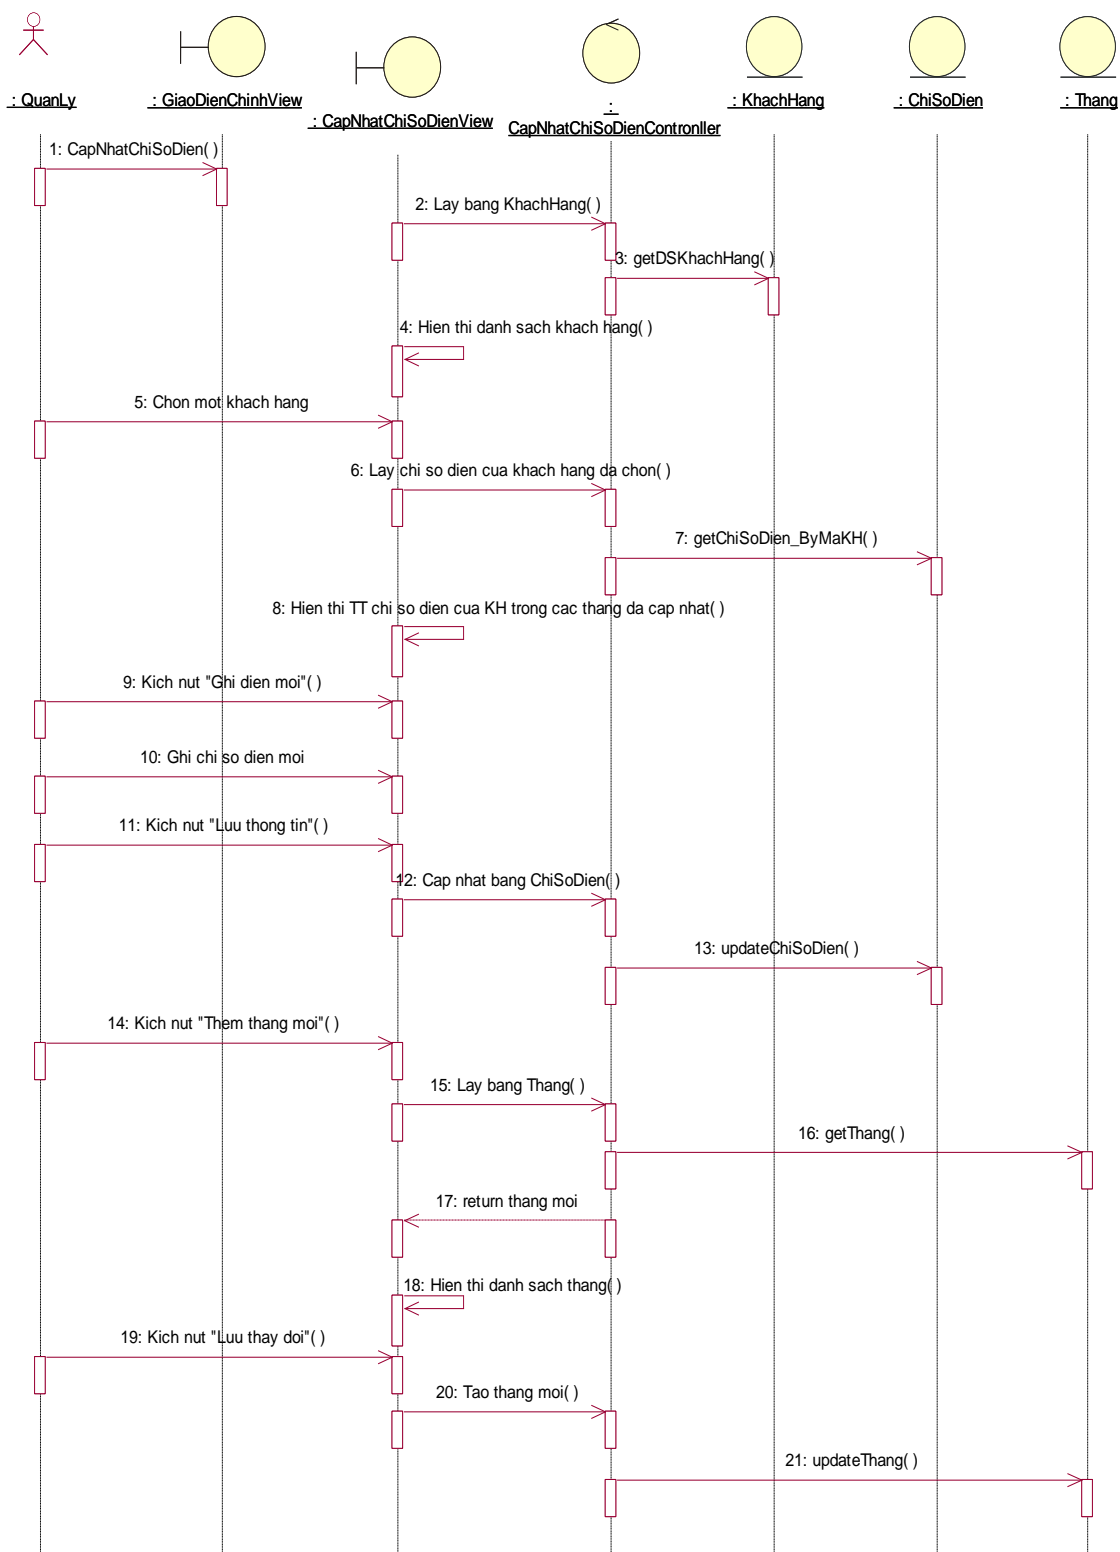 : QuanLy
: GiaoDienChinhView
: CapNhatChiSoDienView
:
CapNhatChiSoDienContronller
: KhachHang
: ChiSoDien
: Thang
1: CapNhatChiSoDien( )
2: Lay bang KhachHang( )
3: getDSKhachHang( )
4: Hien thi danh sach khach hang( )
5: Chon mot khach hang
6: Lay chi so dien cua khach hang da chon( )
7: getChiSoDien_ByMaKH( )
8: Hien thi TT chi so dien cua KH trong cac thang da cap nhat( )
9: Kich nut "Ghi dien moi"( )
10: Ghi chi so dien moi
11: Kich nut "Luu thong tin"( )
12: Cap nhat bang ChiSoDien( )
13: updateChiSoDien( )
14: Kich nut "Them thang moi"( )
15: Lay bang Thang( )
16: getThang( )
17: return thang moi
18: Hien thi danh sach thang( )
19: Kich nut "Luu thay doi"( )
20: Tao thang moi( )
21: updateThang( )